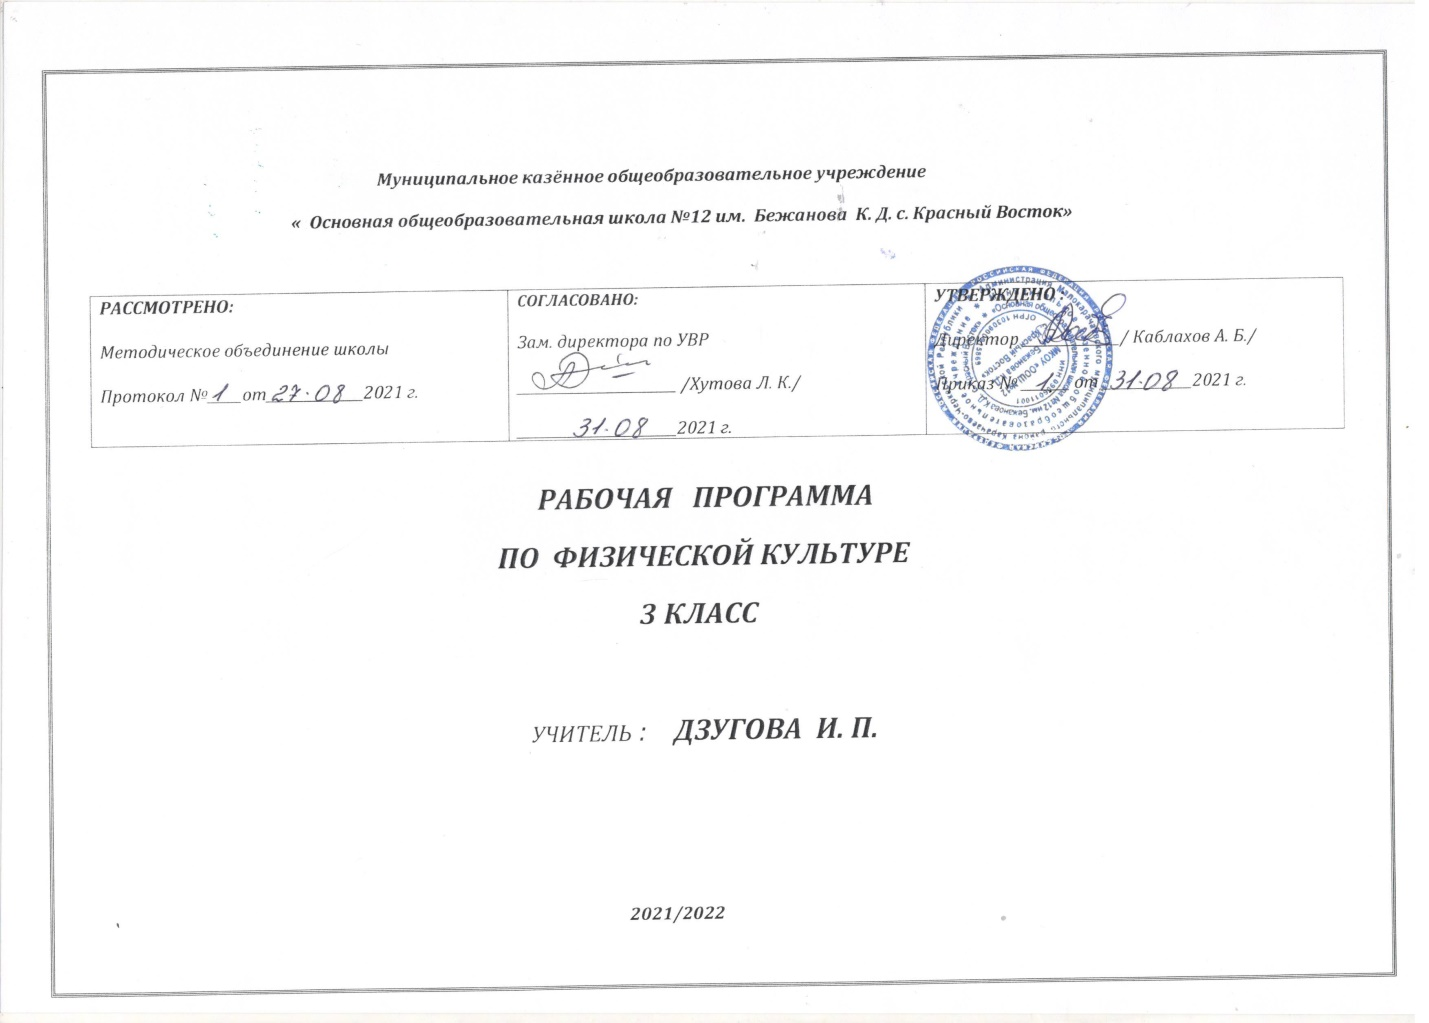 Муниципальное казённое общеобразовательное учреждение
« Основная общеобразовательная школа №12 им. Бежанова К. Д. с. Красный Восток»
РАССМОТРЕНО:
Методическое объединение школы
Протокол № 1 от 27.08 2021 г.
СОГЛАСОВАНО:
Зам. директора по УВР
/Хутова Л. К./
31.08 2021 г.
УТВЕРЖДЕНО :
Директор / Каблахов А. Б./
Приказ № 1 от 31.08 2021 г.
РАБОЧАЯ ПРОГРАММА
ПО ФИЗИЧЕСКОЙ КУЛЬТУРЕ
3 КЛАСС
УЧИТЕЛЬ : ДЗУГОВА И. П.
2021/2022